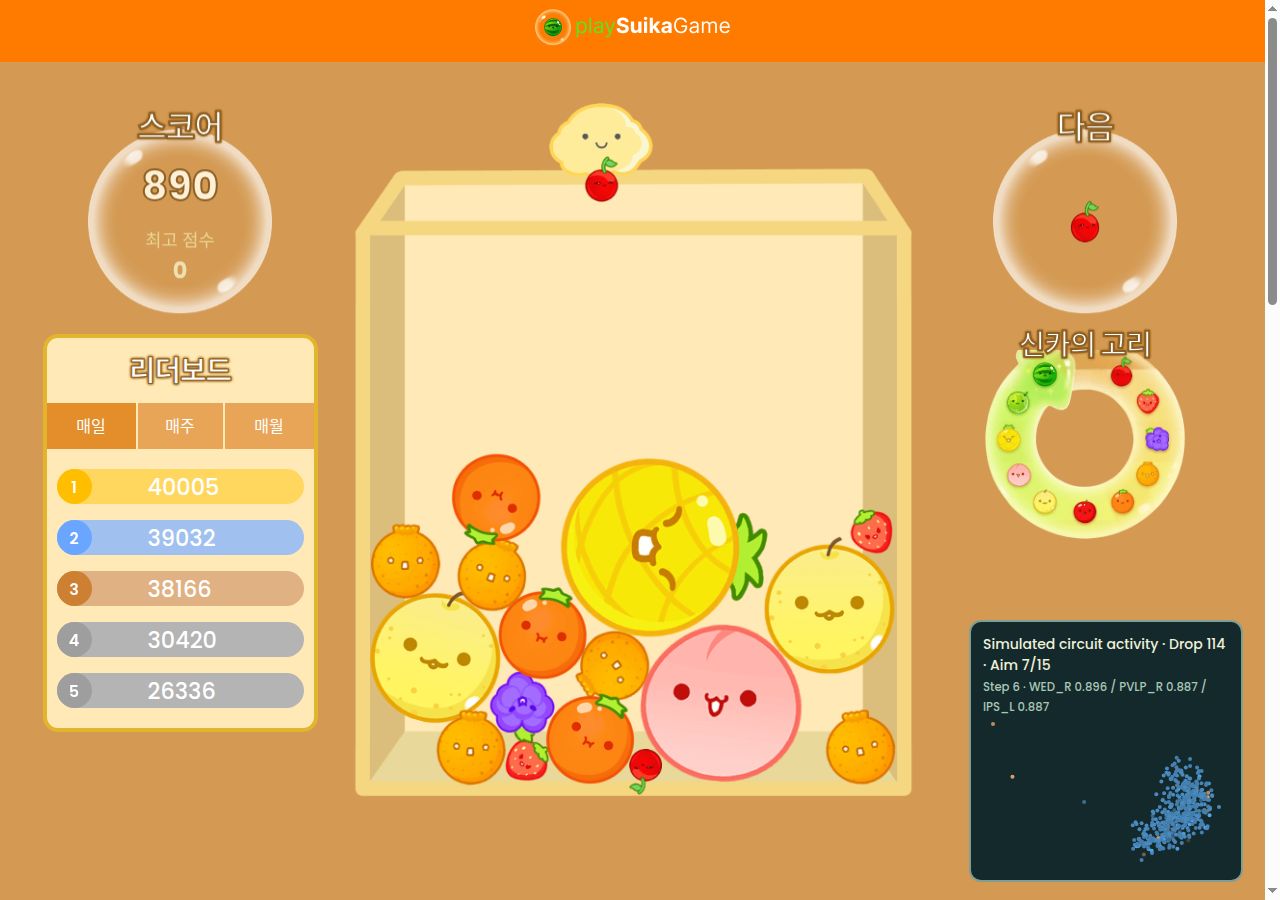 playSuikaGame
스코어
890
최고 점수
0
다음
신카의 고리
리더보드
매일 매주 매월
1 40005
2 39032
3 38166
4 30420
5 26336
Simulated circuit activity · Drop 114
· Aim 7/15
Step 6 · WED_R 0.896 / PVLP_R 0.887 /
IPS_L 0.887